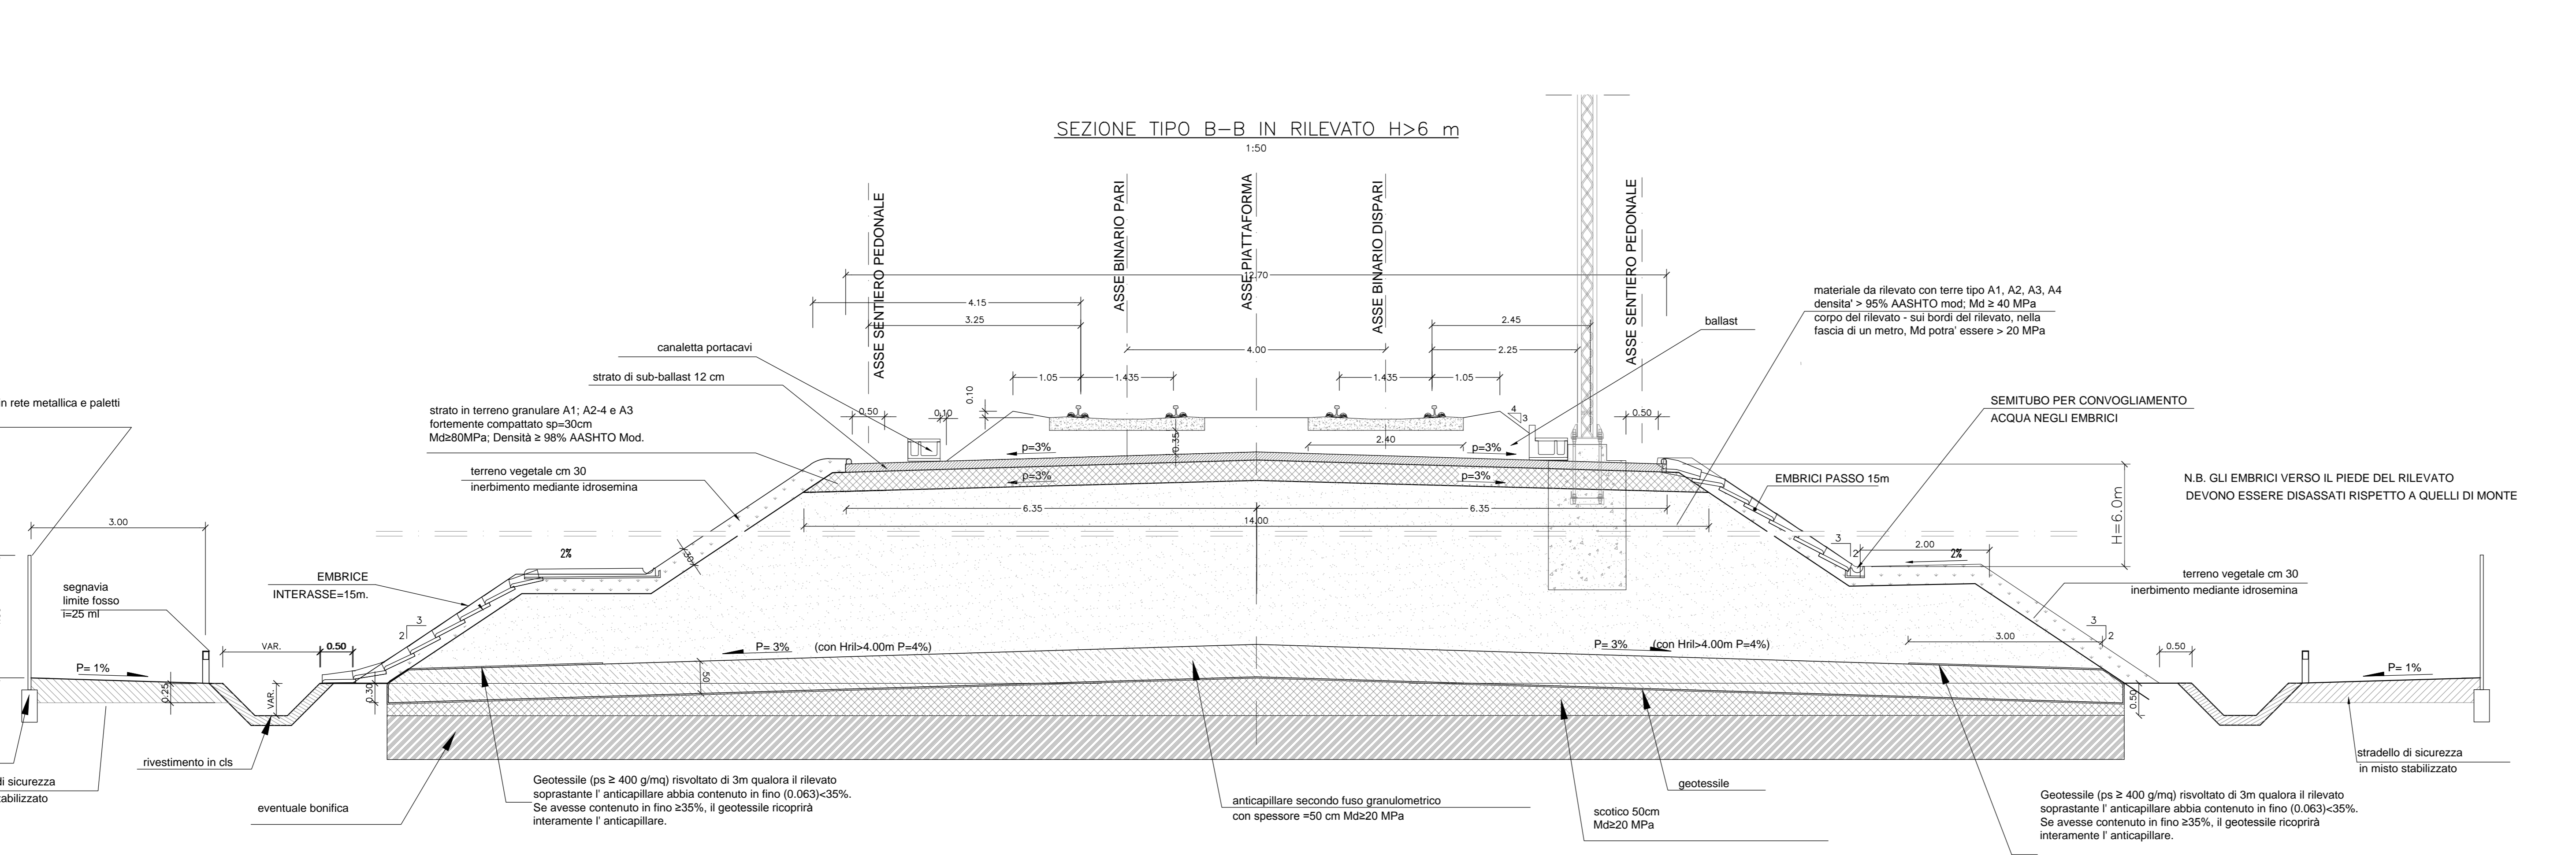 SEZIONE TIPO B-B IN RILEVATO H>6 m
1:50
ASSE SENTIERO PEDONALE
ASSE BINARIO PARI
ASSE PIATTAFORMA
ASSE BINARIO DISPARI
ASSE SENTIERO PEDONALE
12.70
4.15
3.25
2.45
4.00
2.25
1.05
1.435
1.435
1.05
0.10
0.50
0.10
0.50
4
3
0.35
2.40
p=3%
p=3%
p=3%
p=3%
6.35
6.35
14.00
canaletta portacavi
strato di sub-ballast 12 cm
strato in terreno granulare A1; A2-4 e A3
fortemente compattato sp=30cm
Md≥80MPa; Densità ≥ 98% AASHTO Mod.
terreno vegetale cm 30
inerbimento mediante idrosemina
ballast
materiale da rilevato con terre tipo A1, A2, A3, A4
densita' > 95% AASHTO mod; Md ≥ 40 MPa
corpo del rilevato - sui bordi del rilevato, nella
fascia di un metro, Md potra' essere > 20 MPa
SEMITUBO PER CONVOGLIAMENTO
ACQUA NEGLI EMBRICI
EMBRICI PASSO 15m
N.B. GLI EMBRICI VERSO IL PIEDE DEL RILEVATO
DEVONO ESSERE DISASSATI RISPETTO A QUELLI DI MONTE
H=6.0m
in rete metallica e paletti
3.00
segnavia
limite fosso
i=25 ml
EMBRICE
INTERASSE=15m.
2%
30
3
2
3
2
2.00
2%
terreno vegetale cm 30
inerbimento mediante idrosemina
3
2
3.00
0.50
P= 1%
VAR.
0.50
P= 3%
(con Hril>4.00m P=4%)
P= 3%
(con Hril>4.00m P=4%)
P= 1%
0.25
VAR.
0.30
50
0.50
rivestimento in cls
di sicurezza
tabilizzato
eventuale bonifica
Geotessile (ps ≥ 400 g/mq) risvoltato di 3m qualora il rilevato
soprastante l' anticapillare abbia contenuto in fino (0.063)<35%.
Se avesse contenuto in fino ≥35%, il geotessile ricoprirà
interamente l' anticapillare.
anticapillare secondo fuso granulometrico
con spessore =50 cm Md≥20 MPa
scotico 50cm
Md≥20 MPa
geotessile
stradello di sicurezza
in misto stabilizzato
Geotessile (ps ≥ 400 g/mq) risvoltato di 3m qualora il rilevato
soprastante l' anticapillare abbia contenuto in fino (0.063)<35%.
Se avesse contenuto in fino ≥35%, il geotessile ricoprirà
interamente l' anticapillare.